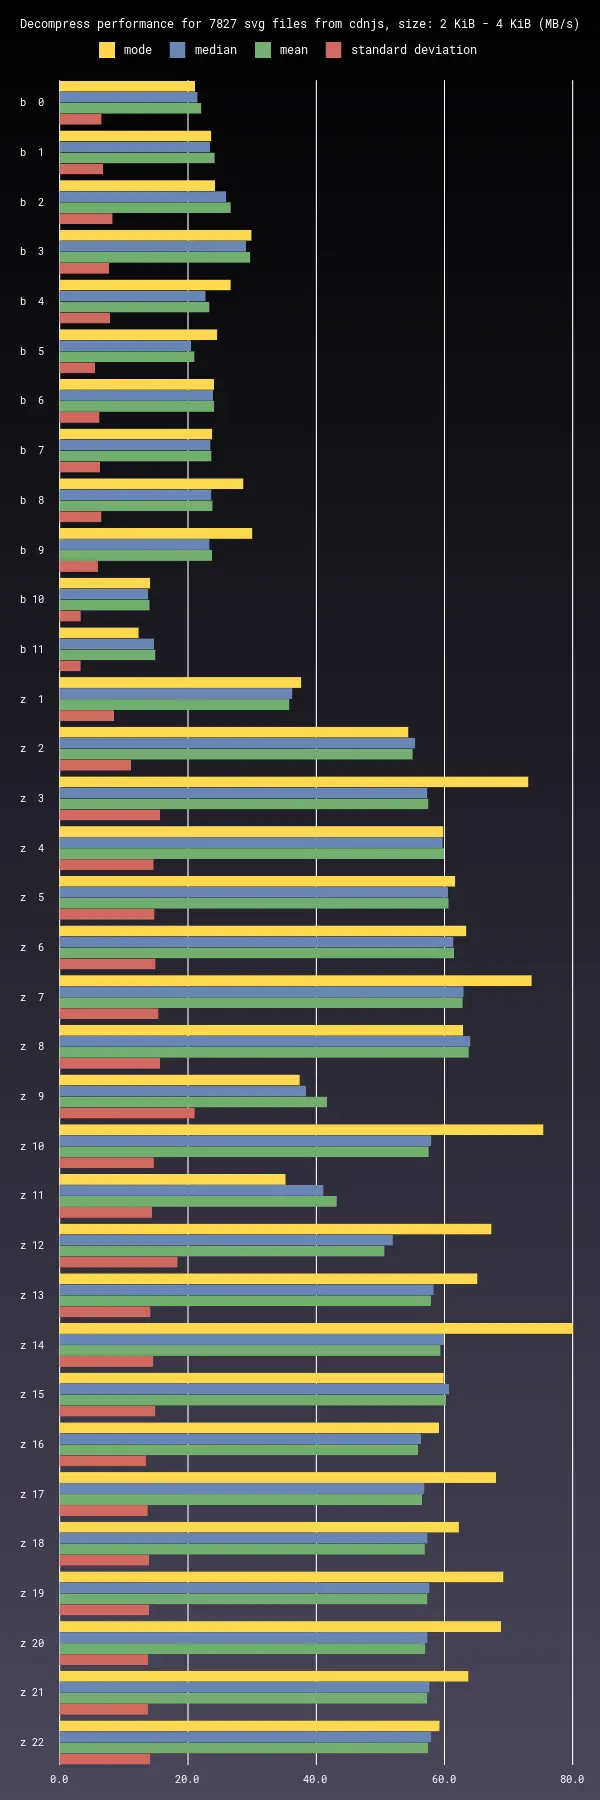 Decompress performance for 7827 svg files from cdnjs, size: 2 KiB - 4 KiB (MB/s)
mode median mean standard deviation
b 0
b 1
b 2
b 3
b 4
b 5
b 6
b 7
b 8
b 9
b 10
b 11
z 1
z 2
z 3
z 4
z 5
z 6
z 7
z 8
z 9
z 10
z 11
z 12
z 13
z 14
z 15
z 16
z 17
z 18
z 19
z 20
z 21
z 22
0.0 20.0 40.0 60.0 80.0